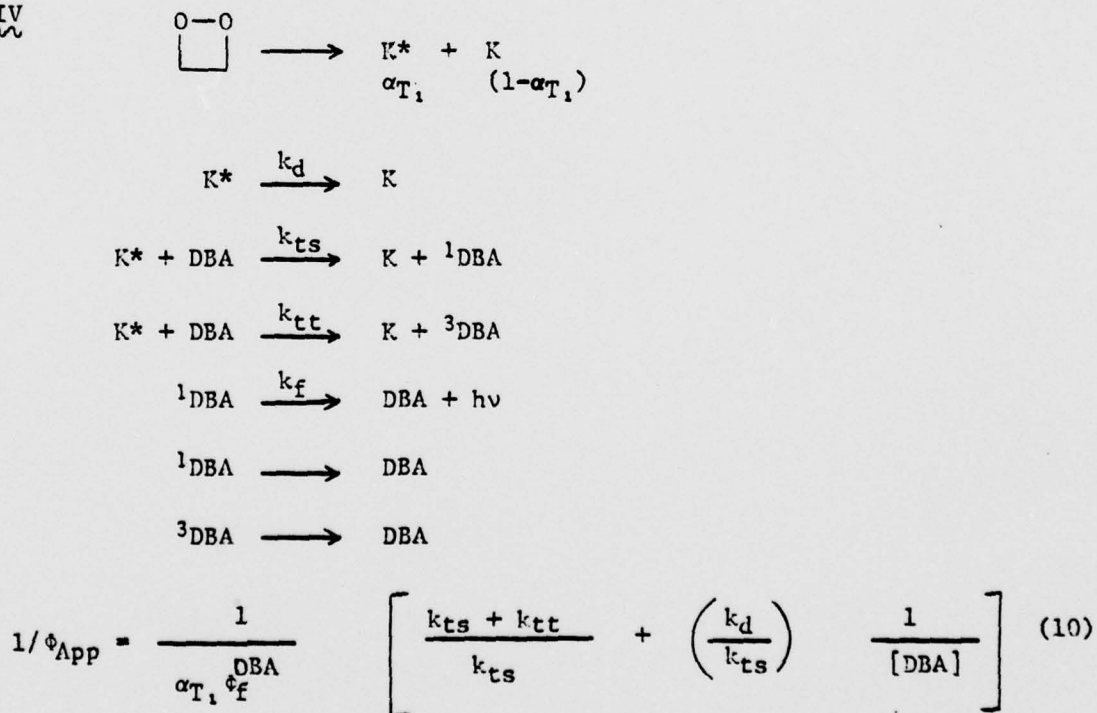 IV
O—O ⟶ K* + K
α_T₁ (1-α_T₁)
K* —k_d→ K
K* + DBA —k_ts→ K + ¹DBA
K* + DBA —k_tt→ K + ³DBA
¹DBA —k_f→ DBA + hν
¹DBA ⟶ DBA
³DBA ⟶ DBA
1/Φ_App = 1 / (α_T₁ Φ_f^DBA) [ (k_ts + k_tt) / k_ts + (k_d / k_ts) 1 / [DBA] ] (10)